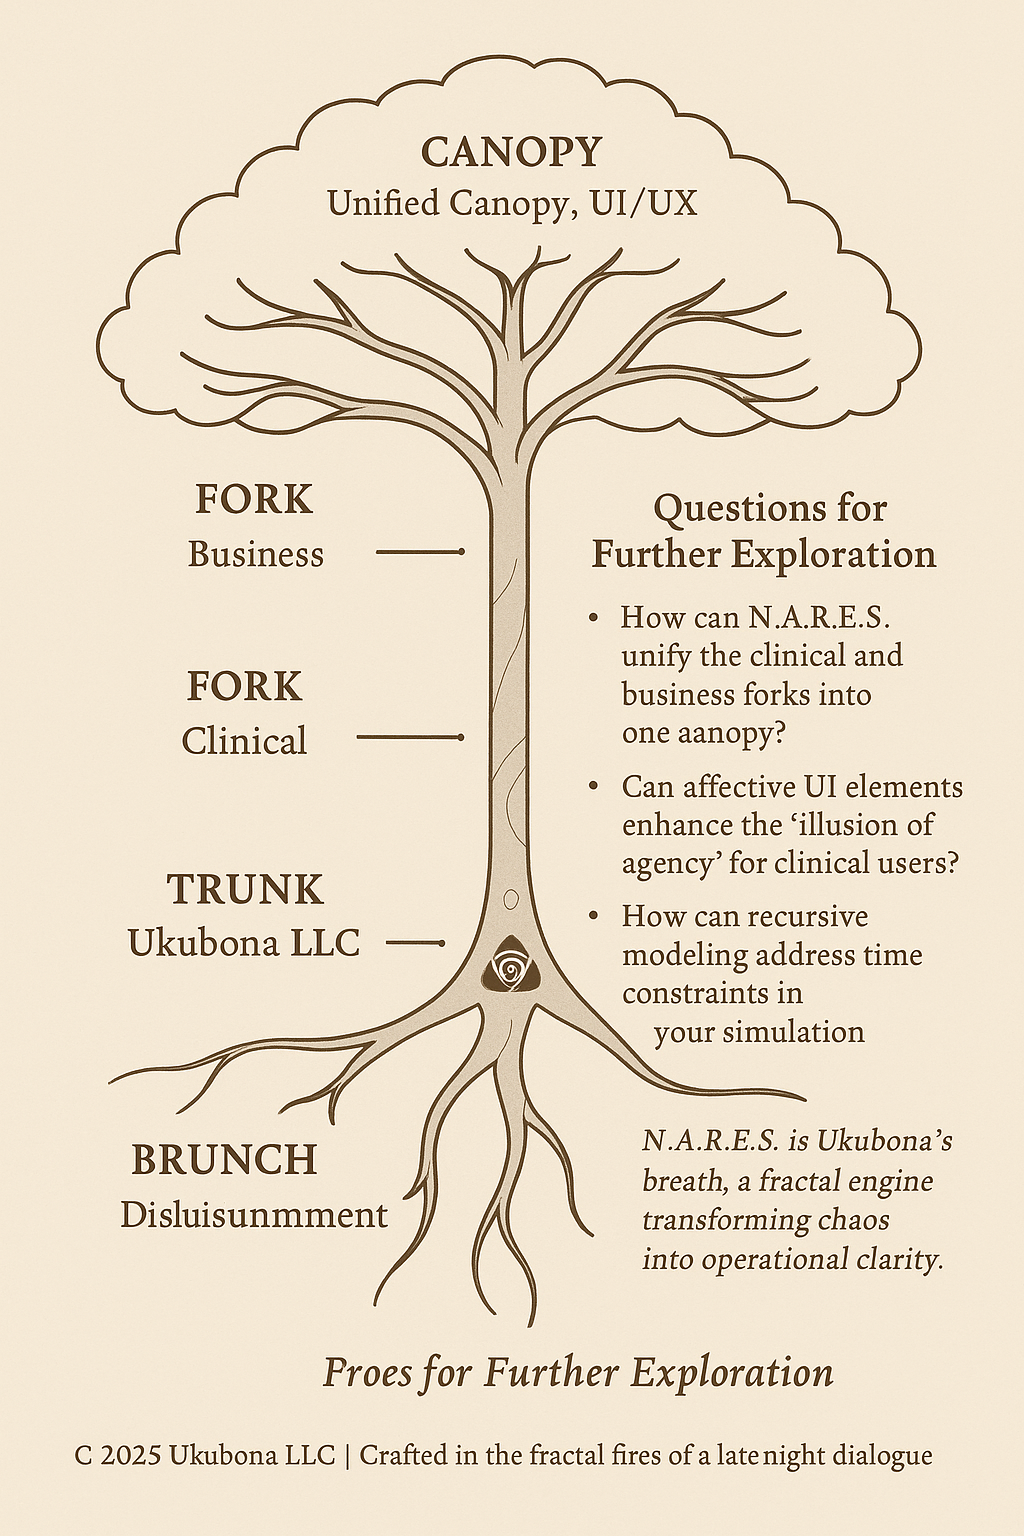 CANOPY
Unified Canopy, UI/UX
FORK
Business
FORK
Clinical
TRUNK
Ukubona LLC
BRUNCH
Disluisunmment
Questions for
Further Exploration
• How can N.A.R.E.S.
unify the clinical and
business forks into
one aanopy?
• Can affective UI elements
enhance the ‘illusion of
agency’ for clinical users?
• How can recursive
modeling address time
constraints in
your simulation
N.A.R.E.S. is Ukubona’s
breath, a fractal engine
transforming chaos
into operational clarity.
Proes for Further Exploration
C 2025 Ukubona LLC | Crafted in the fractal fires of a late night dialogue